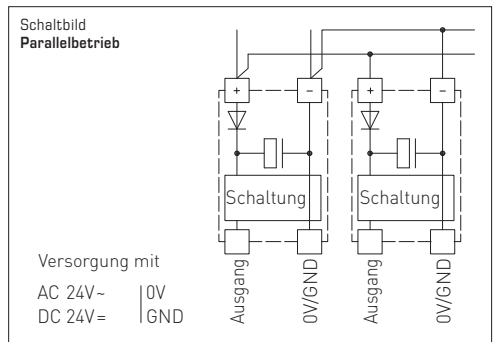 Schaltbild
Parallelbetrieb
+ – + –
Schaltung Schaltung
Versorgung mit
AC 24V~ 0V
DC 24V= GND
Ausgang
0V/GND
Ausgang
0V/GND